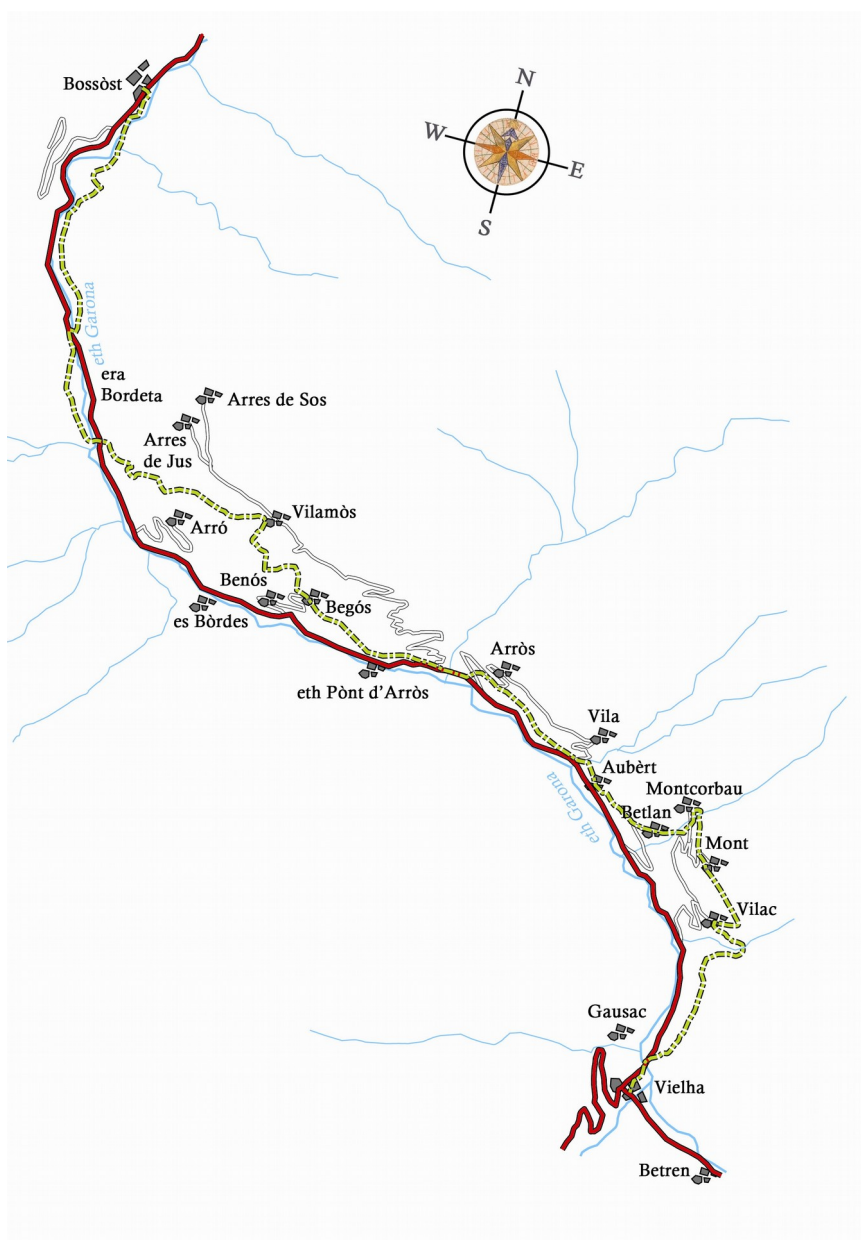 Bossòst
N
W
E
S
eth Garona
era
Bordeta
Arres de Sos
Arres
de Jus
Vilamòs
Arró
Benós
Begós
es Bòrdes
Arròs
eth Pònt d'Arròs
Vila
Aubèrt
eth Garona
Montcorbau
Betlan
Mont
Vilac
Gausac
Vielha
Betren